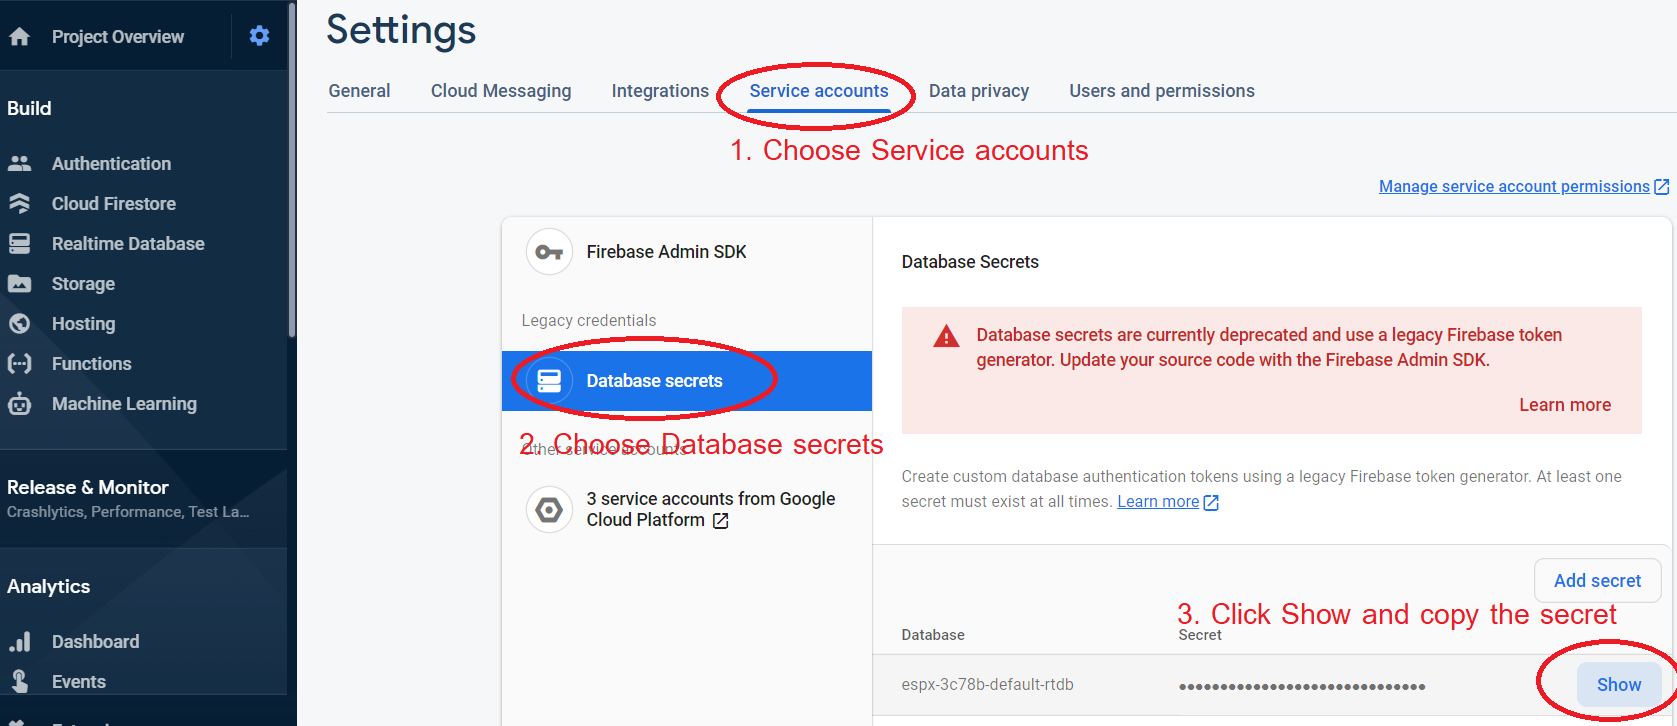 Project Overview
Build
Authentication
Cloud Firestore
Realtime Database
Storage
Hosting
Functions
Machine Learning
Release & Monitor
Crashlytics, Performance, Test La...
Analytics
Dashboard
Events
Settings
General
Cloud Messaging
Integrations
Service accounts
Data privacy
Users and permissions
1. Choose Service accounts
Manage service account permissions
Firebase Admin SDK
Legacy credentials
Database secrets
2. Choose Database secrets
Other service accounts
3 service accounts from Google
Cloud Platform
Database Secrets
Database secrets are currently deprecated and use a legacy Firebase token
generator. Update your source code with the Firebase Admin SDK.
Learn more
Create custom database authentication tokens using a legacy Firebase token generator. At least one
secret must exist at all times. Learn more
Add secret
3. Click Show and copy the secret
Database
Secret
espx-3c78b-default-rtdb
••••••••••••••••••••••••••••••
Show